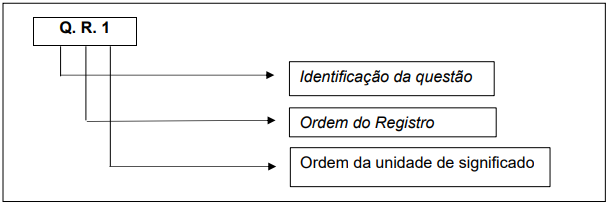 Q. R. 1
Identificação da questão
Ordem do Registro
Ordem da unidade de significado